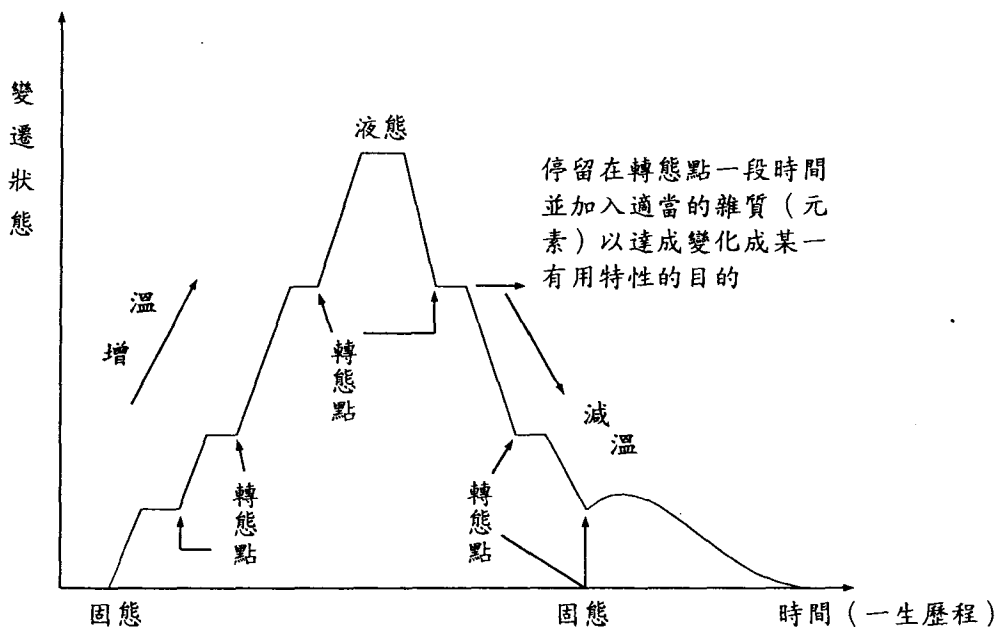 變遷狀態
液態
停留在轉態點一段時間
並加入適當的雜質（元
素）以達成變化成某一
有用特性的目的
增溫
轉態點
減溫
轉態點
轉態點
固態
固態
時間（一生歷程）